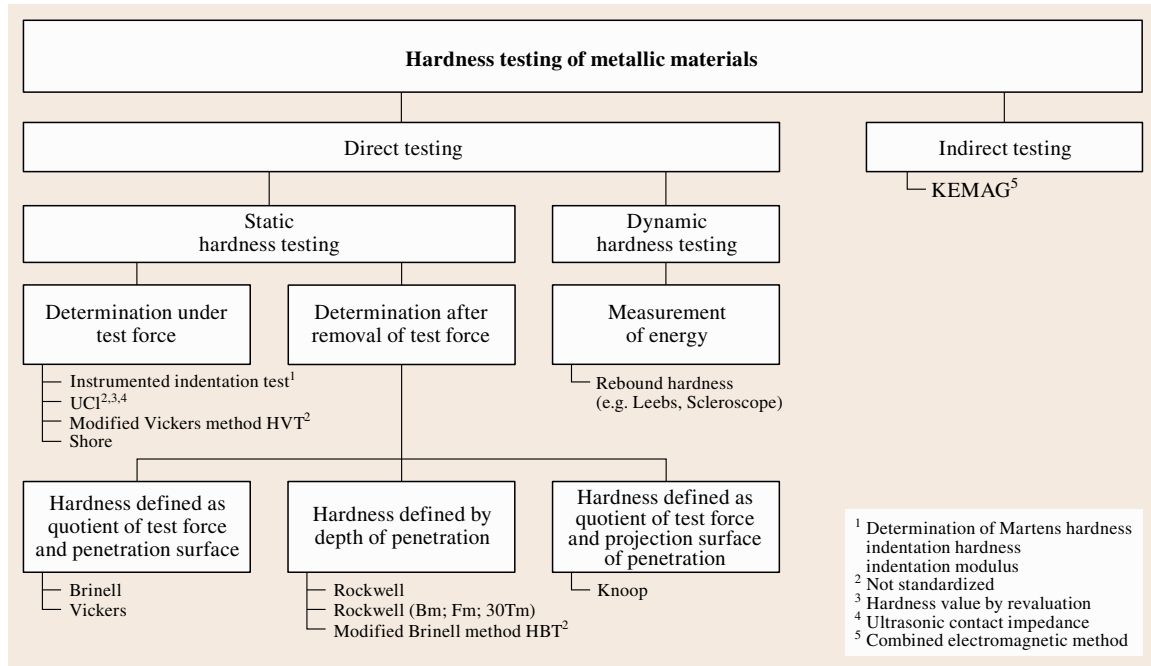 Hardness testing of metallic materials
Direct testing
Indirect testing
KEMAG⁵
Static
hardness testing
Dynamic
hardness testing
Determination under
test force
Determination after
removal of test force
Measurement
of energy
Instrumented indentation test¹
UCI²,³,⁴
Modified Vickers method HVT²
Shore
Rebound hardness
(e.g. Leebs, Scleroscope)
Hardness defined as
quotient of test force
and penetration surface
Hardness defined by
depth of penetration
Hardness defined as
quotient of test force
and projection surface
of penetration
Brinell
Vickers
Rockwell
Rockwell (Bm; Fm; 30Tm)
Modified Brinell method HBT²
Knoop
¹ Determination of Martens hardness
indentation hardness
indentation modulus
² Not standardized
³ Hardness value by revaluation
⁴ Ultrasonic contact impedance
⁵ Combined electromagnetic method